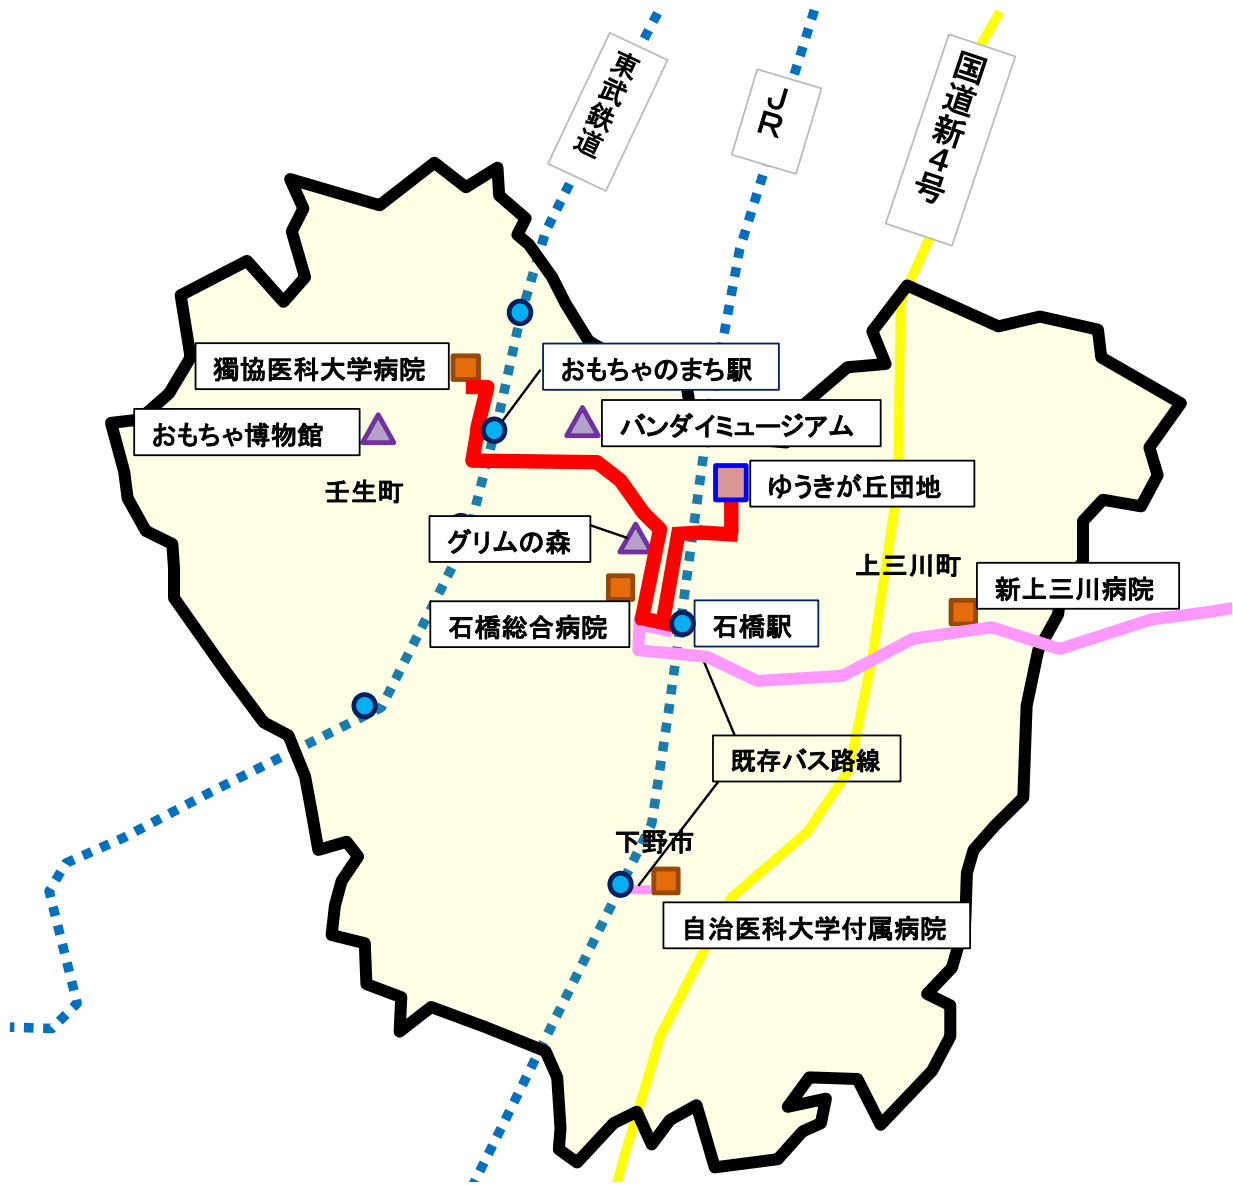 東武鉄道
JR
国道新4号
獨協医科大学病院
おもちゃのまち駅
おもちゃ博物館
バンダイミュージアム
壬生町
ゆうきが丘団地
グリムの森
上三川町
新上三川病院
石橋総合病院
石橋駅
既存バス路線
下野市
自治医科大学付属病院